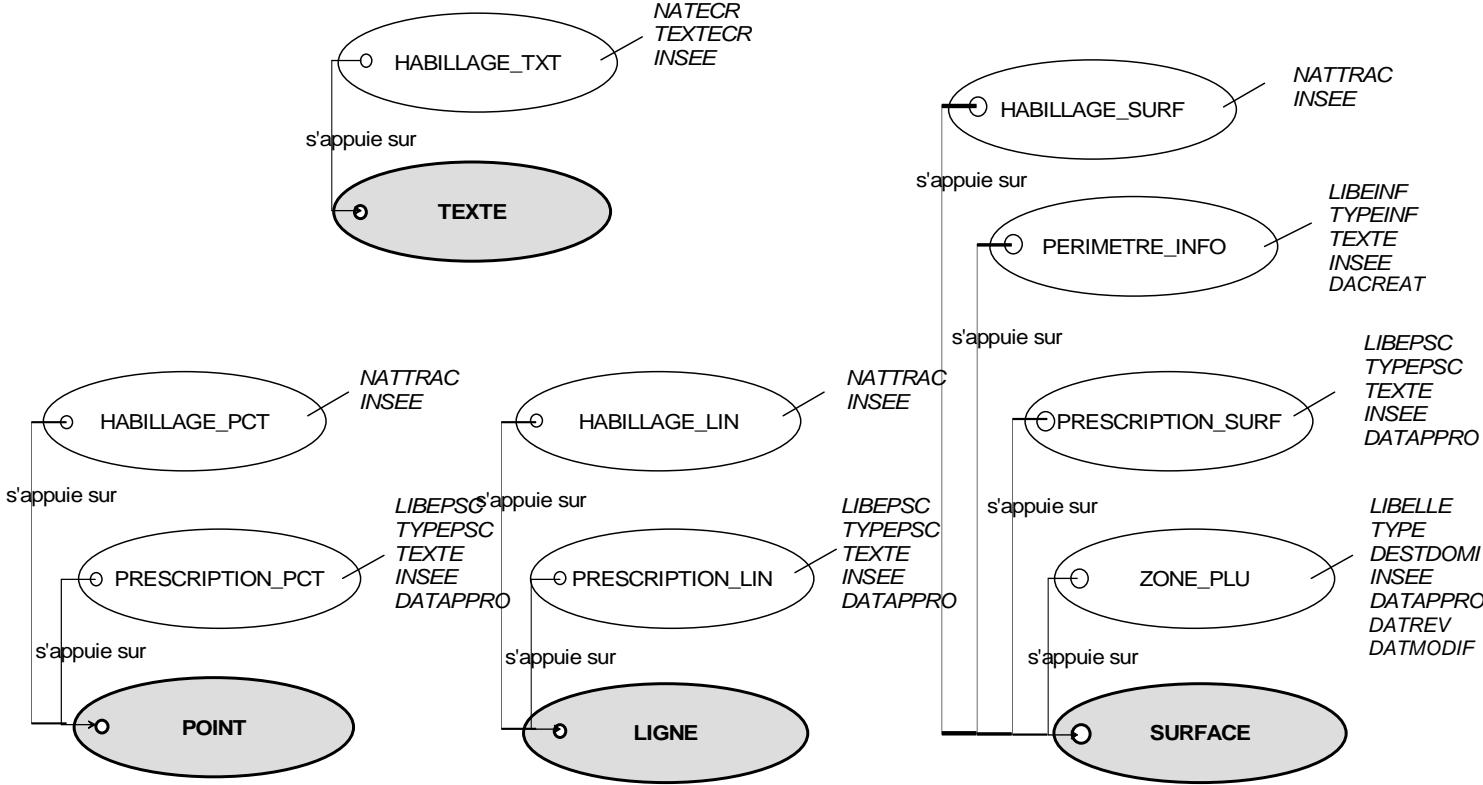 NATECR
TEXTECR
INSEE
HABILLAGE_TXT
s'appuie sur
TEXTE
NATTRAC
INSEE
HABILLAGE_SURF
s'appuie sur
LIBEINF
TYPEINF
TEXTE
INSEE
DACREAT
PERIMETRE_INFO
s'appuie sur
LIBEPSC
TYPEPSC
TEXTE
INSEE
DATAPPRO
PRESCRIPTION_SURF
s'appuie sur
LIBELLE
TYPE
DESTDOMI
INSEE
DATAPPRO
DATREV
DATMODIF
ZONE_PLU
s'appuie sur
SURFACE
NATTRAC
INSEE
HABILLAGE_PCT
s'appuie sur
LIBEPSC
TYPEPSC
TEXTE
INSEE
DATAPPRO
PRESCRIPTION_PCT
s'appuie sur
POINT
NATTRAC
INSEE
HABILLAGE_LIN
s'appuie sur
LIBEPSC
TYPEPSC
TEXTE
INSEE
DATAPPRO
PRESCRIPTION_LIN
s'appuie sur
LIGNE